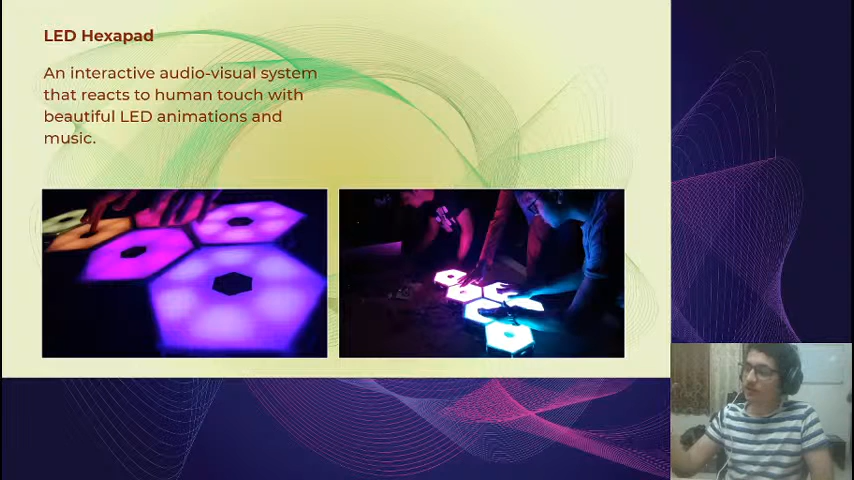 LED Hexapad
An interactive audio-visual system
that reacts to human touch with
beautiful LED animations and
music.